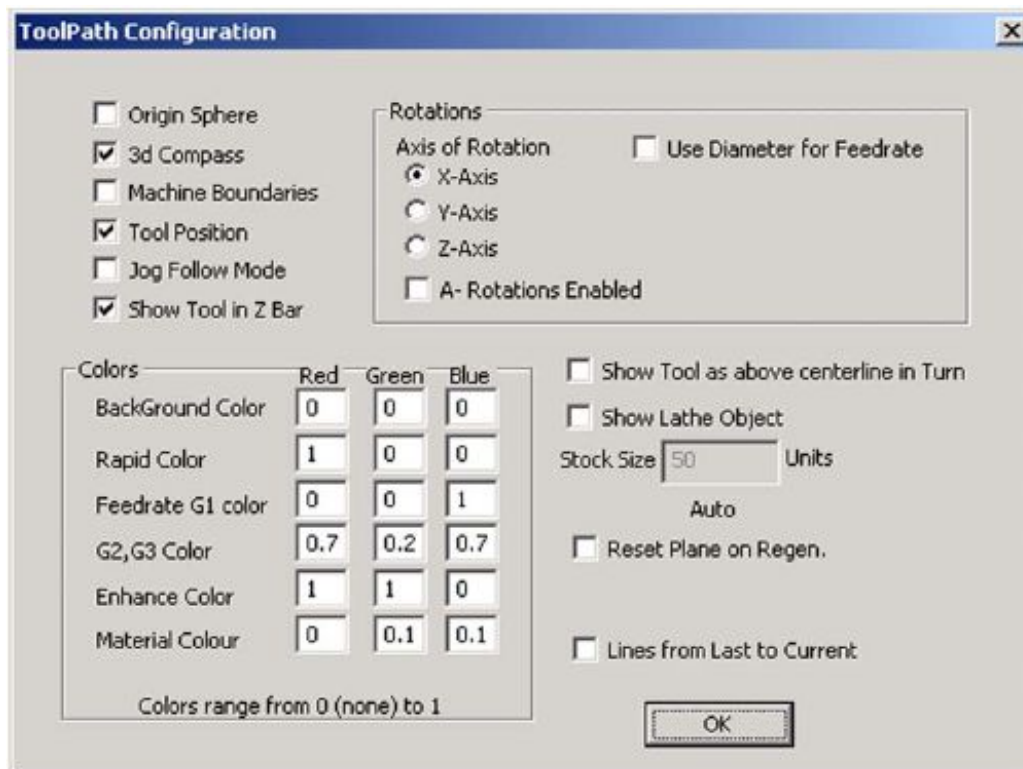 ToolPath Configuration
Origin Sphere
3d Compass
Machine Boundaries
Tool Position
Jog Follow Mode
Show Tool in Z Bar
Rotations
Axis of Rotation
X-Axis
Y-Axis
Z-Axis
A- Rotations Enabled
Use Diameter for Feedrate
Colors
Red Green Blue
BackGround Color 0 0 0
Rapid Color 1 0 0
Feedrate G1 color 0 0 1
G2,G3 Color 0.7 0.2 0.7
Enhance Color 1 1 0
Material Colour 0 0.1 0.1
Colors range from 0 (none) to 1
Show Tool as above centerline in Turn
Show Lathe Object
Stock Size 50 Units
Auto
Reset Plane on Regen.
Lines from Last to Current
OK